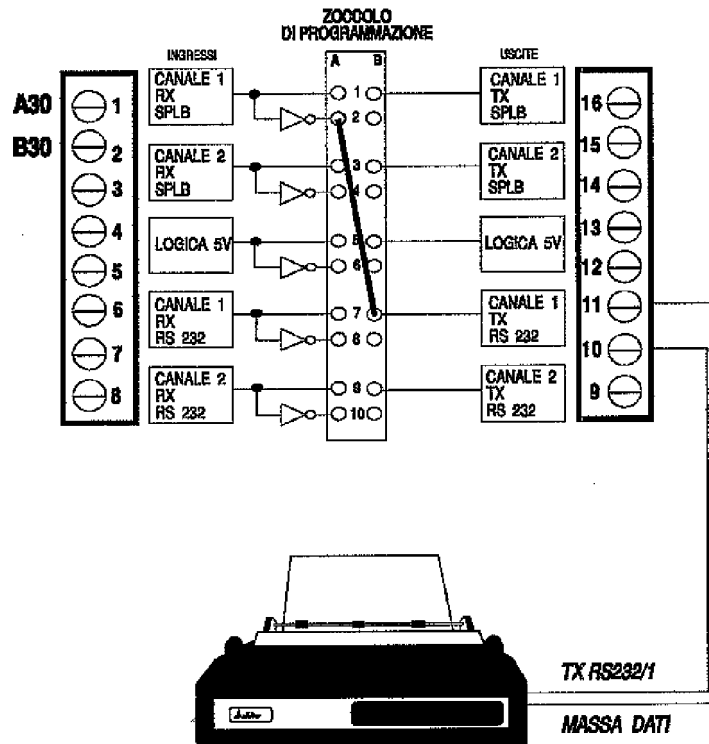 ZOCCOLO
DI PROGRAMMAZIONE
INGRESSI
A B
USCITE
A30
B30
1
2
3
4
5
6
7
8
CANALE 1
RX
SPLB
CANALE 2
RX
SPLB
LOGICA 5V
CANALE 1
RX
RS 232
CANALE 2
RX
RS 232
1
2
3
4
5
6
7
8
9
10
CANALE 1
TX
SPLB
CANALE 2
TX
SPLB
LOGICA 5V
CANALE 1
TX
RS 232
CANALE 2
TX
RS 232
16
15
14
13
12
11
10
9
TX RS232/1
MASSA DATI